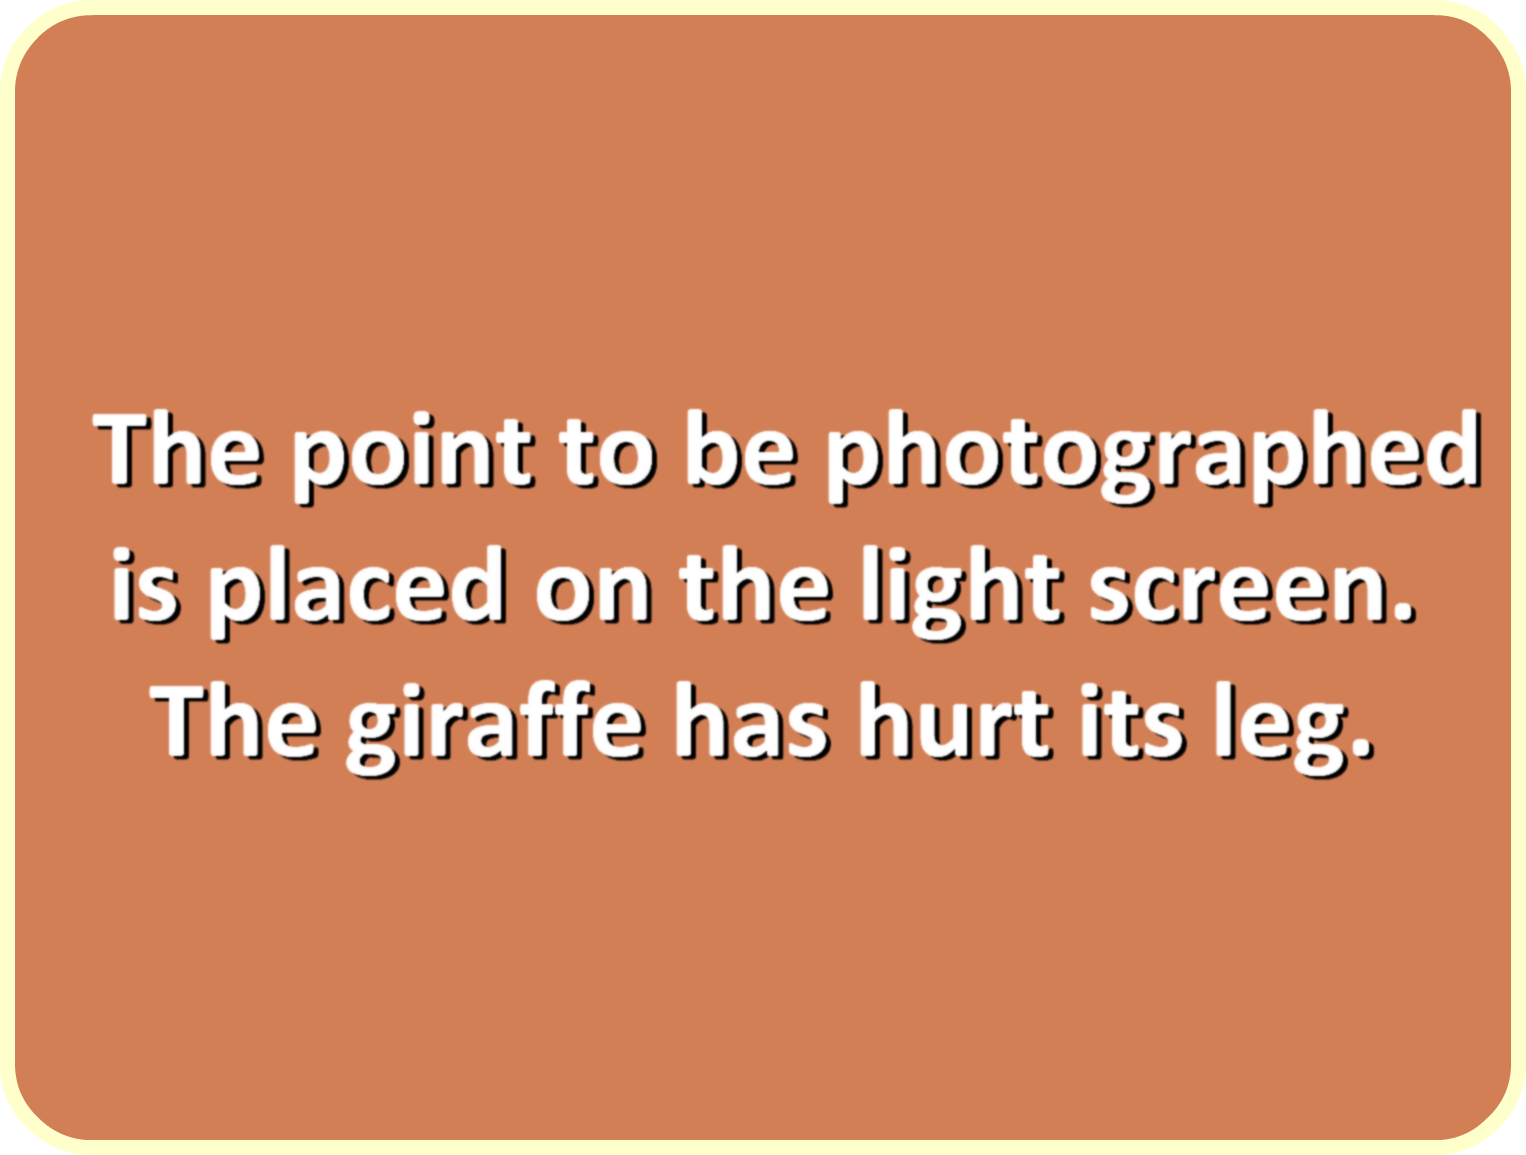 The point to be photographed
is placed on the light screen.
The giraffe has hurt its leg.